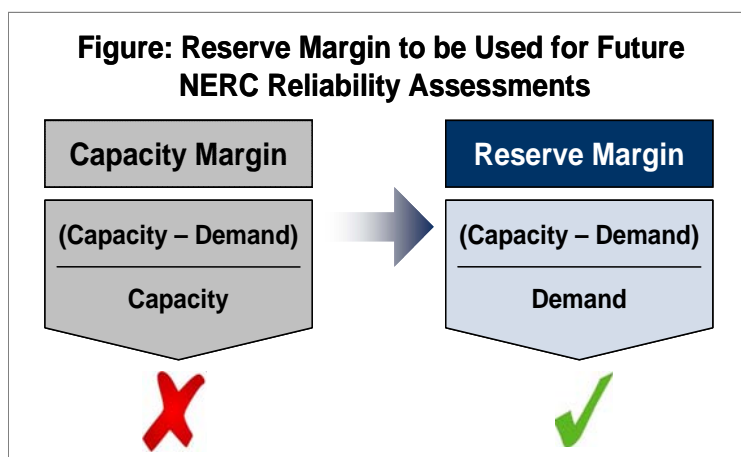 Figure: Reserve Margin to be Used for Future
NERC Reliability Assessments
Capacity Margin
Reserve Margin
(Capacity – Demand)
Capacity
(Capacity – Demand)
Demand